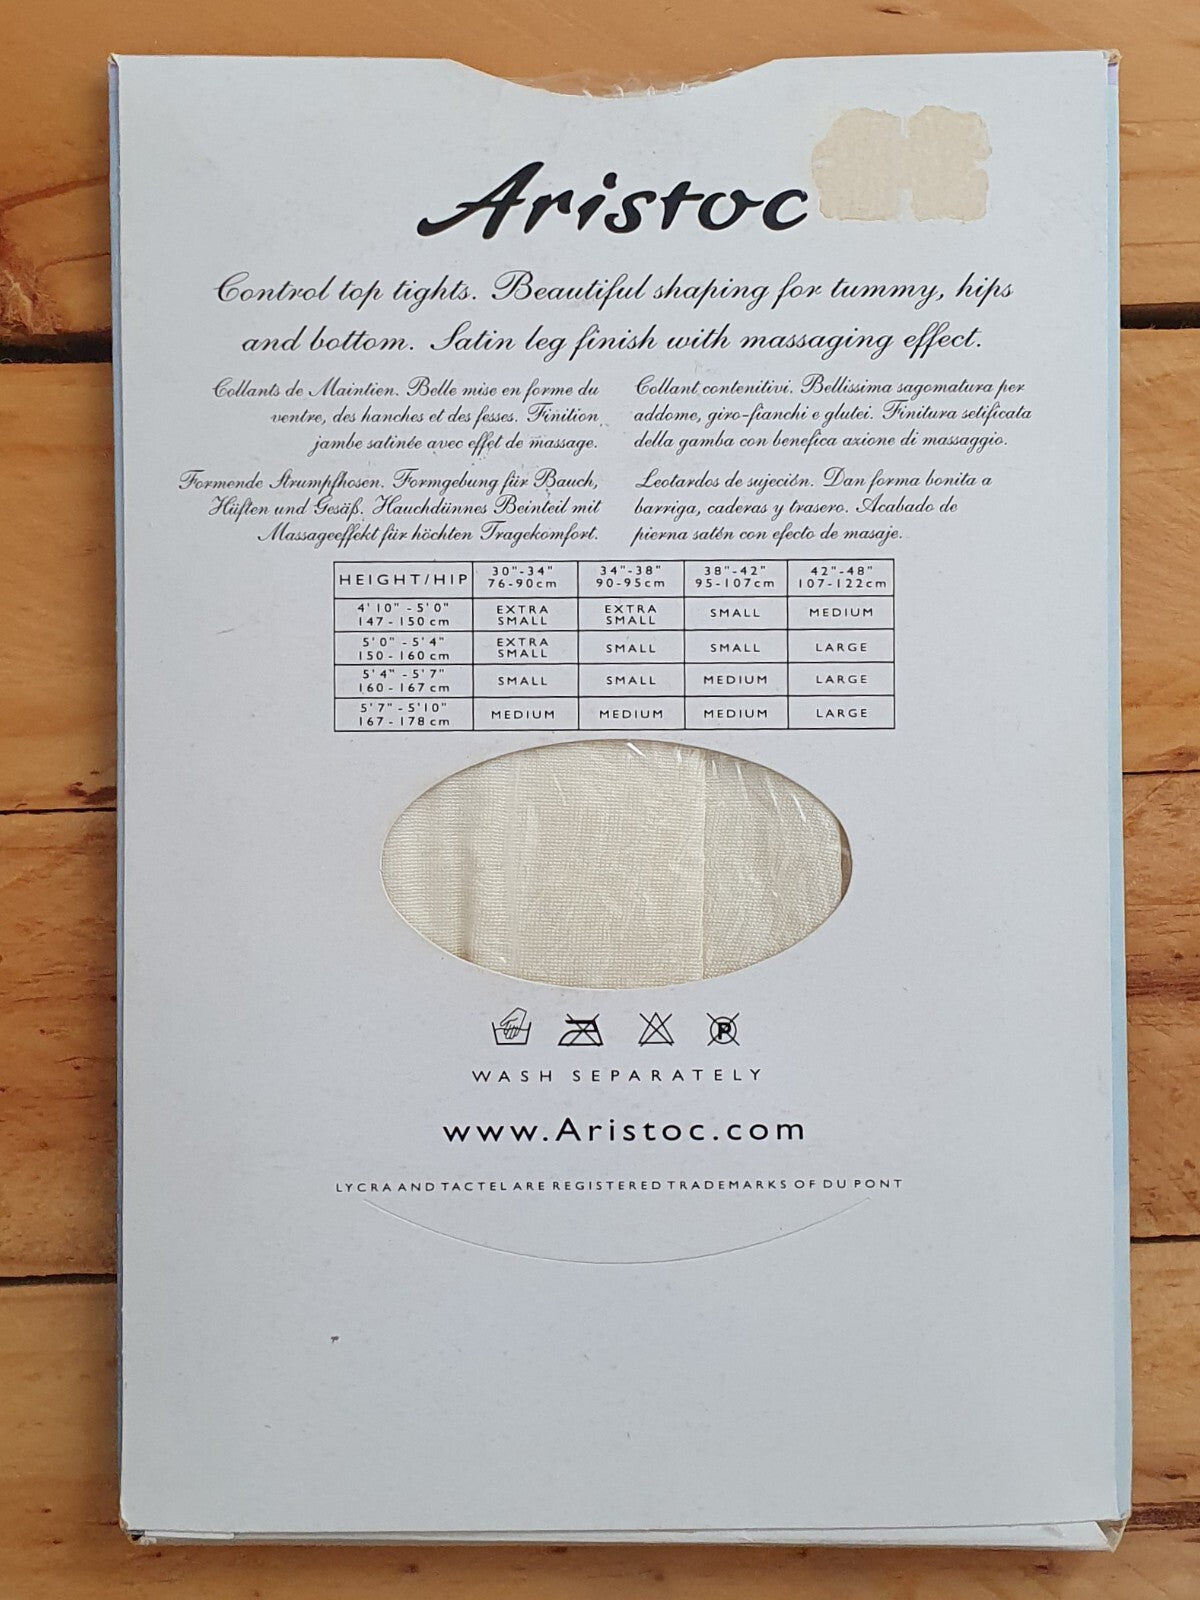 Aristoc
Control top tights. Beautiful shaping for tummy, hips
and bottom. Satin leg finish with massaging effect.
Collants de Maintien. Belle mise en forme du
ventre, des hanches et des fesses. Finition
jambe satinée avec effet de massage.
Collant contenitivi. Bellissima sagomatura per
addome, giro-fianchi e glutei. Finitura setificata
della gamba con benefica azione di massaggio.
Formende Strumpfhosen. Formgebung für Bauch,
Hüften und Gesäß. Hauchdünnes Beinteil mit
Massageeffekt für höchten Tragekomfort.
Leotardos de sujeción. Dan forma bonita a
barriga, caderas y trasero. Acabado de
pierna satén con efecto de masaje.
HEIGHT/HIP 30"-34" 34"-38" 38"-42" 42"-48"
76-90cm 90-95cm 95-107cm 107-122cm
4'10" - 5'0" EXTRA EXTRA SMALL MEDIUM
147 - 150 cm SMALL SMALL
5'0" - 5'4" EXTRA SMALL SMALL LARGE
150 - 160 cm SMALL
5'4" - 5'7" SMALL SMALL MEDIUM LARGE
160 - 167 cm
5'7" - 5'10" MEDIUM MEDIUM MEDIUM LARGE
167 - 178 cm
P
WASH SEPARATELY
www.Aristoc.com
LYCRA AND TACTEL ARE REGISTERED TRADEMARKS OF DU PONT